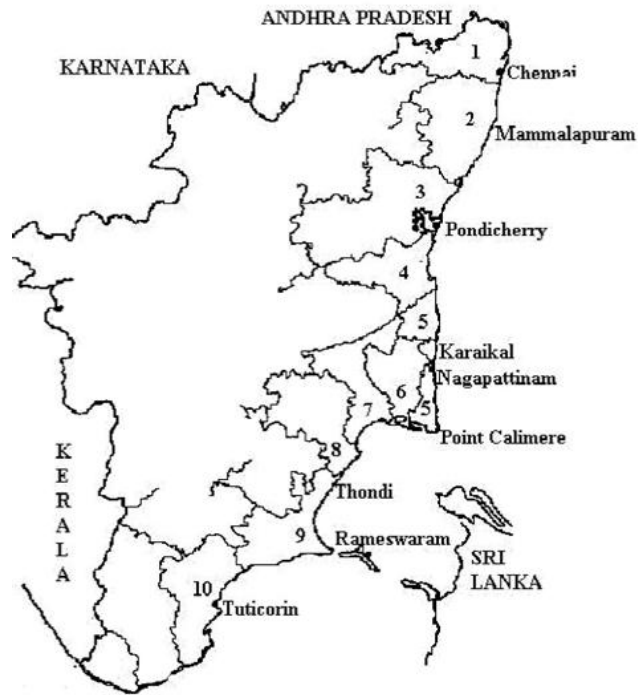 ANDHRA PRADESH
1
KARNATAKA
Chennai
2
Mammalapuram
3
Pondicherry
4
5
Karaikal
Nagapattinam
6
5
7
Point Calimere
8
KERALA
Thondi
9
Rameswaram
SRI
LANKA
10
Tuticorin